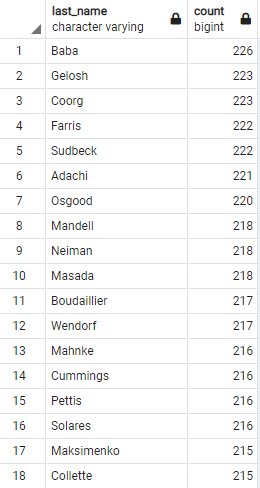 last_name count
character varying bigint
1 Baba 226
2 Gelosh 223
3 Coorg 223
4 Farris 222
5 Sudbeck 222
6 Adachi 221
7 Osgood 220
8 Mandell 218
9 Neiman 218
10 Masada 218
11 Boudaillier 217
12 Wendorf 217
13 Mahnke 216
14 Cummings 216
15 Pettis 216
16 Solares 216
17 Maksimenko 215
18 Collette 215